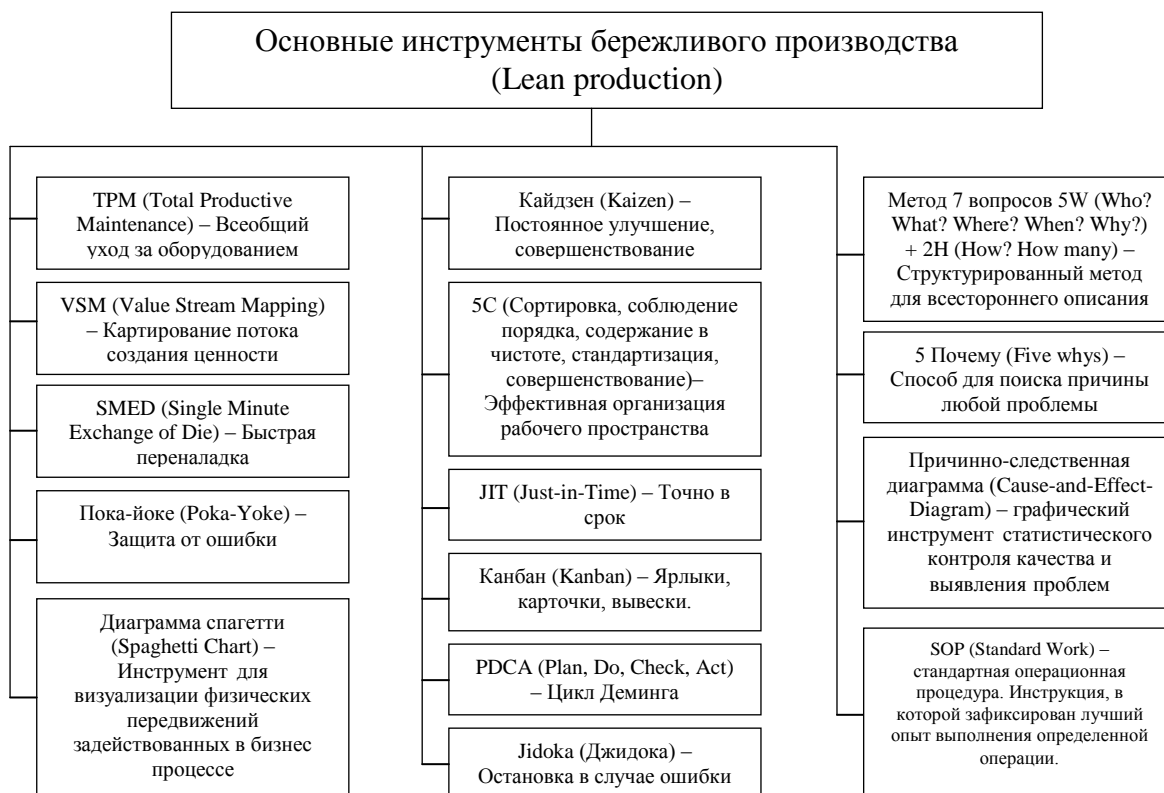 Основные инструменты бережливого производства
(Lean production)
TPM (Total Productive
Maintenance) – Всеобщий
уход за оборудованием
VSM (Value Stream Mapping)
– Картирование потока
создания ценности
SMED (Single Minute
Exchange of Die) – Быстрая
переналадка
Пока-йоке (Poka-Yoke) –
Защита от ошибки
Диаграмма спагетти
(Spaghetti Chart) –
Инструмент для
визуализации физических
передвижений
задействованных в бизнес
процессе
Кайдзен (Kaizen) –
Постоянное улучшение,
совершенствование
5С (Сортировка, соблюдение
порядка, содержание в
чистоте, стандартизация,
совершенствование)–
Эффективная организация
рабочего пространства
JIT (Just-in-Time) – Точно в
срок
Канбан (Kanban) – Ярлыки,
карточки, вывески.
PDCA (Plan, Do, Check, Act)
– Цикл Деминга
Jidoka (Джидока) –
Остановка в случае ошибки
Метод 7 вопросов 5W (Who?
What? Where? When? Why?)
+ 2H (How? How many) –
Структурированный метод
для всестороннего описания
5 Почему (Five whys) –
Способ для поиска причины
любой проблемы
Причинно-следственная
диаграмма (Cause-and-Effect-
Diagram) – графический
инструмент статистического
контроля качества и
выявления проблем
SOP (Standard Work) –
стандартная операционная
процедура. Инструкция, в
которой зафиксирован лучший
опыт выполнения определенной
операции.